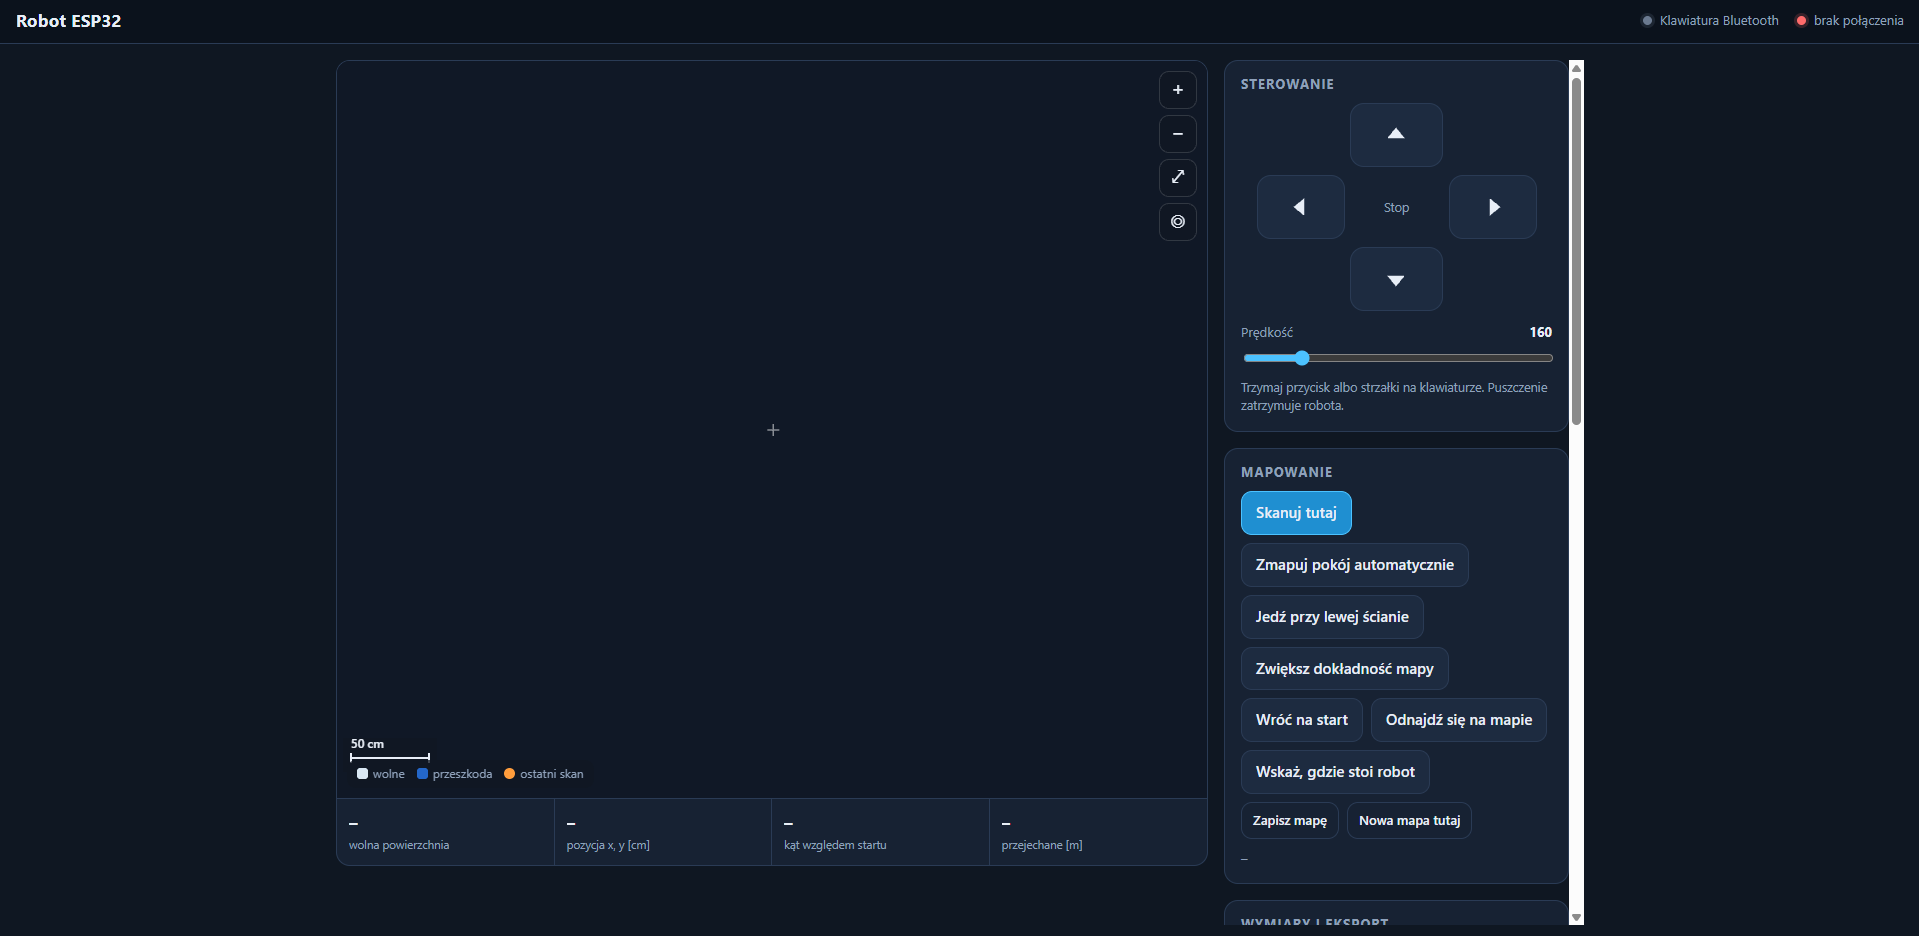 Robot ESP32
Klawiatura Bluetooth
brak połączenia
+
−
50 cm
wolne
przeszkoda
ostatni skan
–
wolna powierzchnia
–
pozycja x, y [cm]
–
kąt względem startu
–
przejechane [m]
STEROWANIE
Stop
Prędkość
160
Trzymaj przycisk albo strzałki na klawiaturze. Puszczenie
zatrzymuje robota.
MAPOWANIE
Skanuj tutaj
Zmapuj pokój automatycznie
Jedź przy lewej ścianie
Zwiększ dokładność mapy
Wróć na start
Odnajdź się na mapie
Wskaż, gdzie stoi robot
Zapisz mapę
Nowa mapa tutaj
–
WYMIARY I EKSPORT